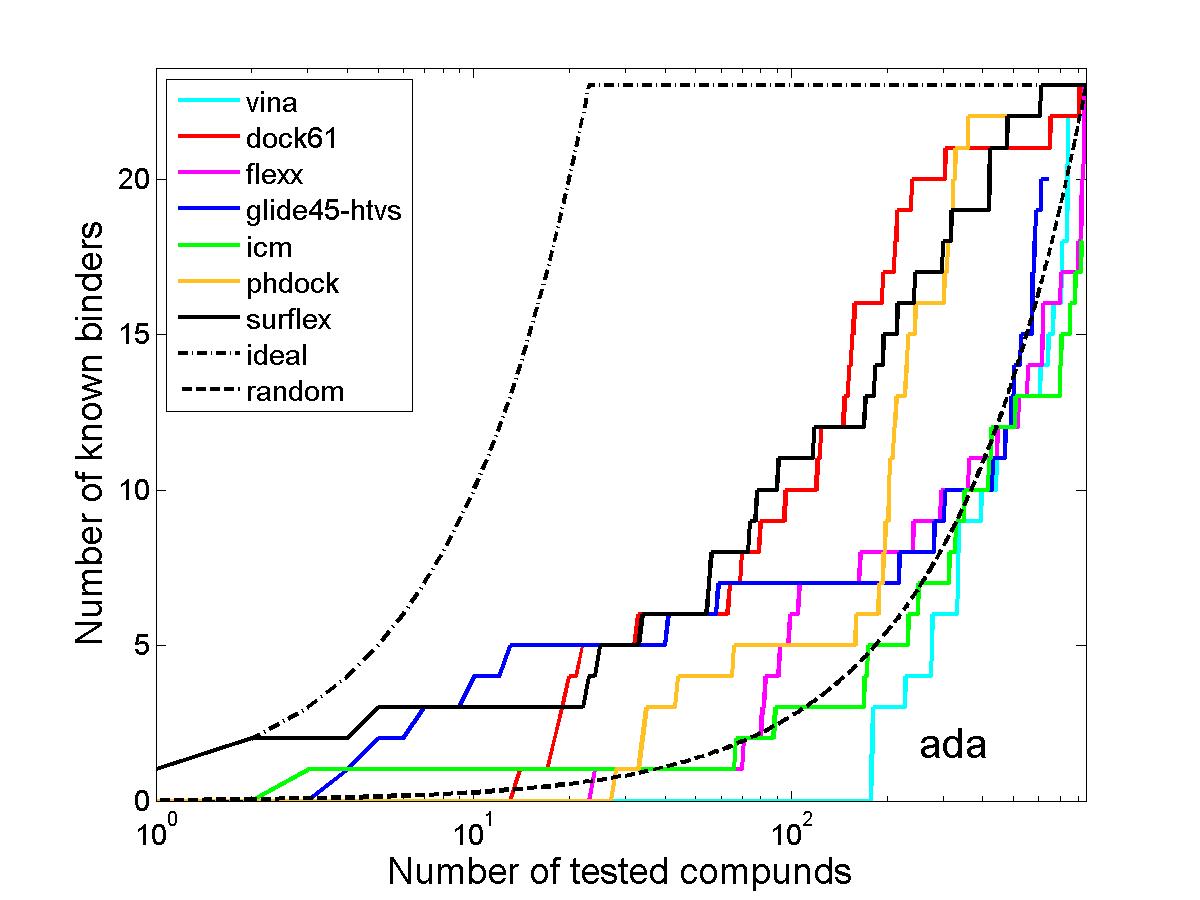 vina
dock61
flexx
glide45-htvs
icm
phdock
surflex
ideal
random
20
15
10
5
0
Number of known binders
ada
10^0
10^1
10^2
Number of tested compunds